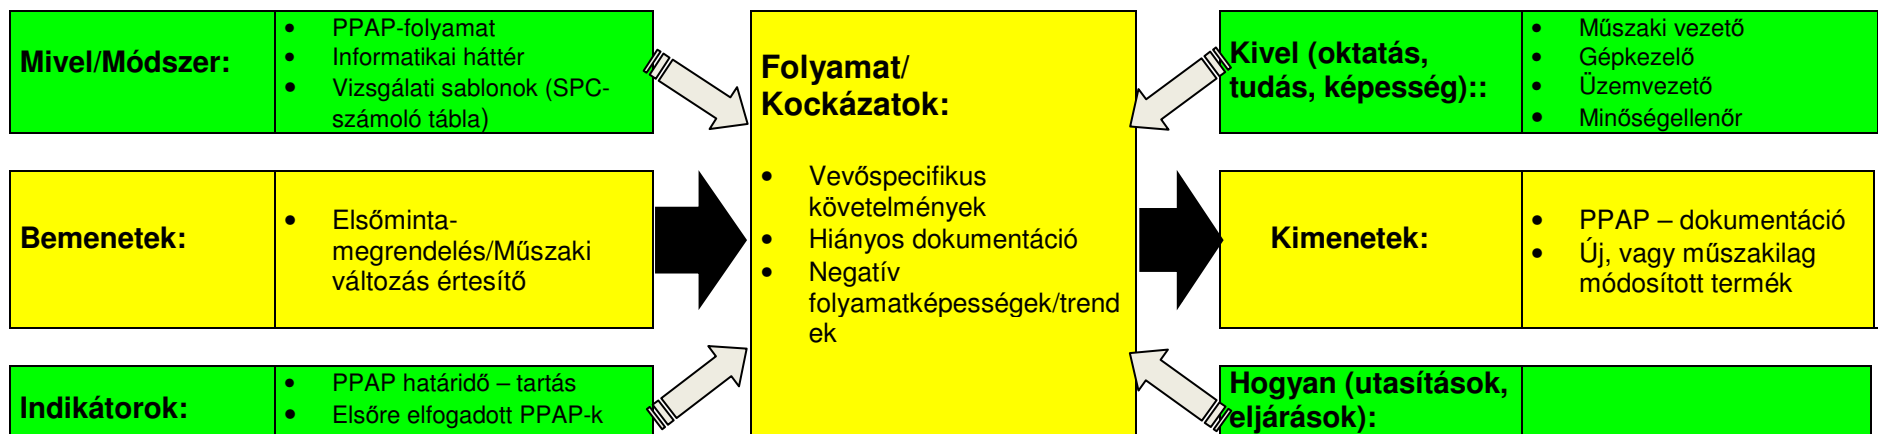 Mivel/Módszer:
• PPAP-folyamat
• Informatikai háttér
• Vizsgálati sablonok (SPC-
számoló tábla)
Folyamat/
Kockázatok:
• Vevőspecifikus
követelmények
• Hiányos dokumentáció
• Negatív
folyamatképességek/trend
ek
Kivel (oktatás,
tudás, képesség)::
• Műszaki vezető
• Gépkezelő
• Üzemvezető
• Minőségellenőr
Bemenetek:
• Elsőminta-
megrendelés/Műszaki
változás értesítő
Kimenetek:
• PPAP – dokumentáció
• Új, vagy műszakilag
módosított termék
Indikátorok:
• PPAP határidő – tartás
• Elsőre elfogadott PPAP-k
Hogyan (utasítások,
eljárások):